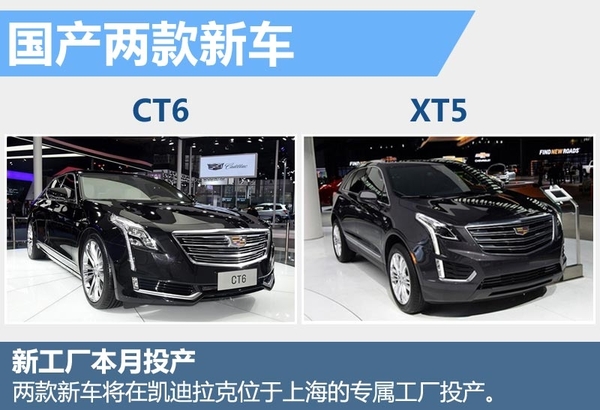 国产两款新车
CT6
XT5
Cadillac
FIND NEW ROADS
CHEVROLET
CT6
新工厂本月投产
两款新车将在凯迪拉克位于上海的专属工厂投产。